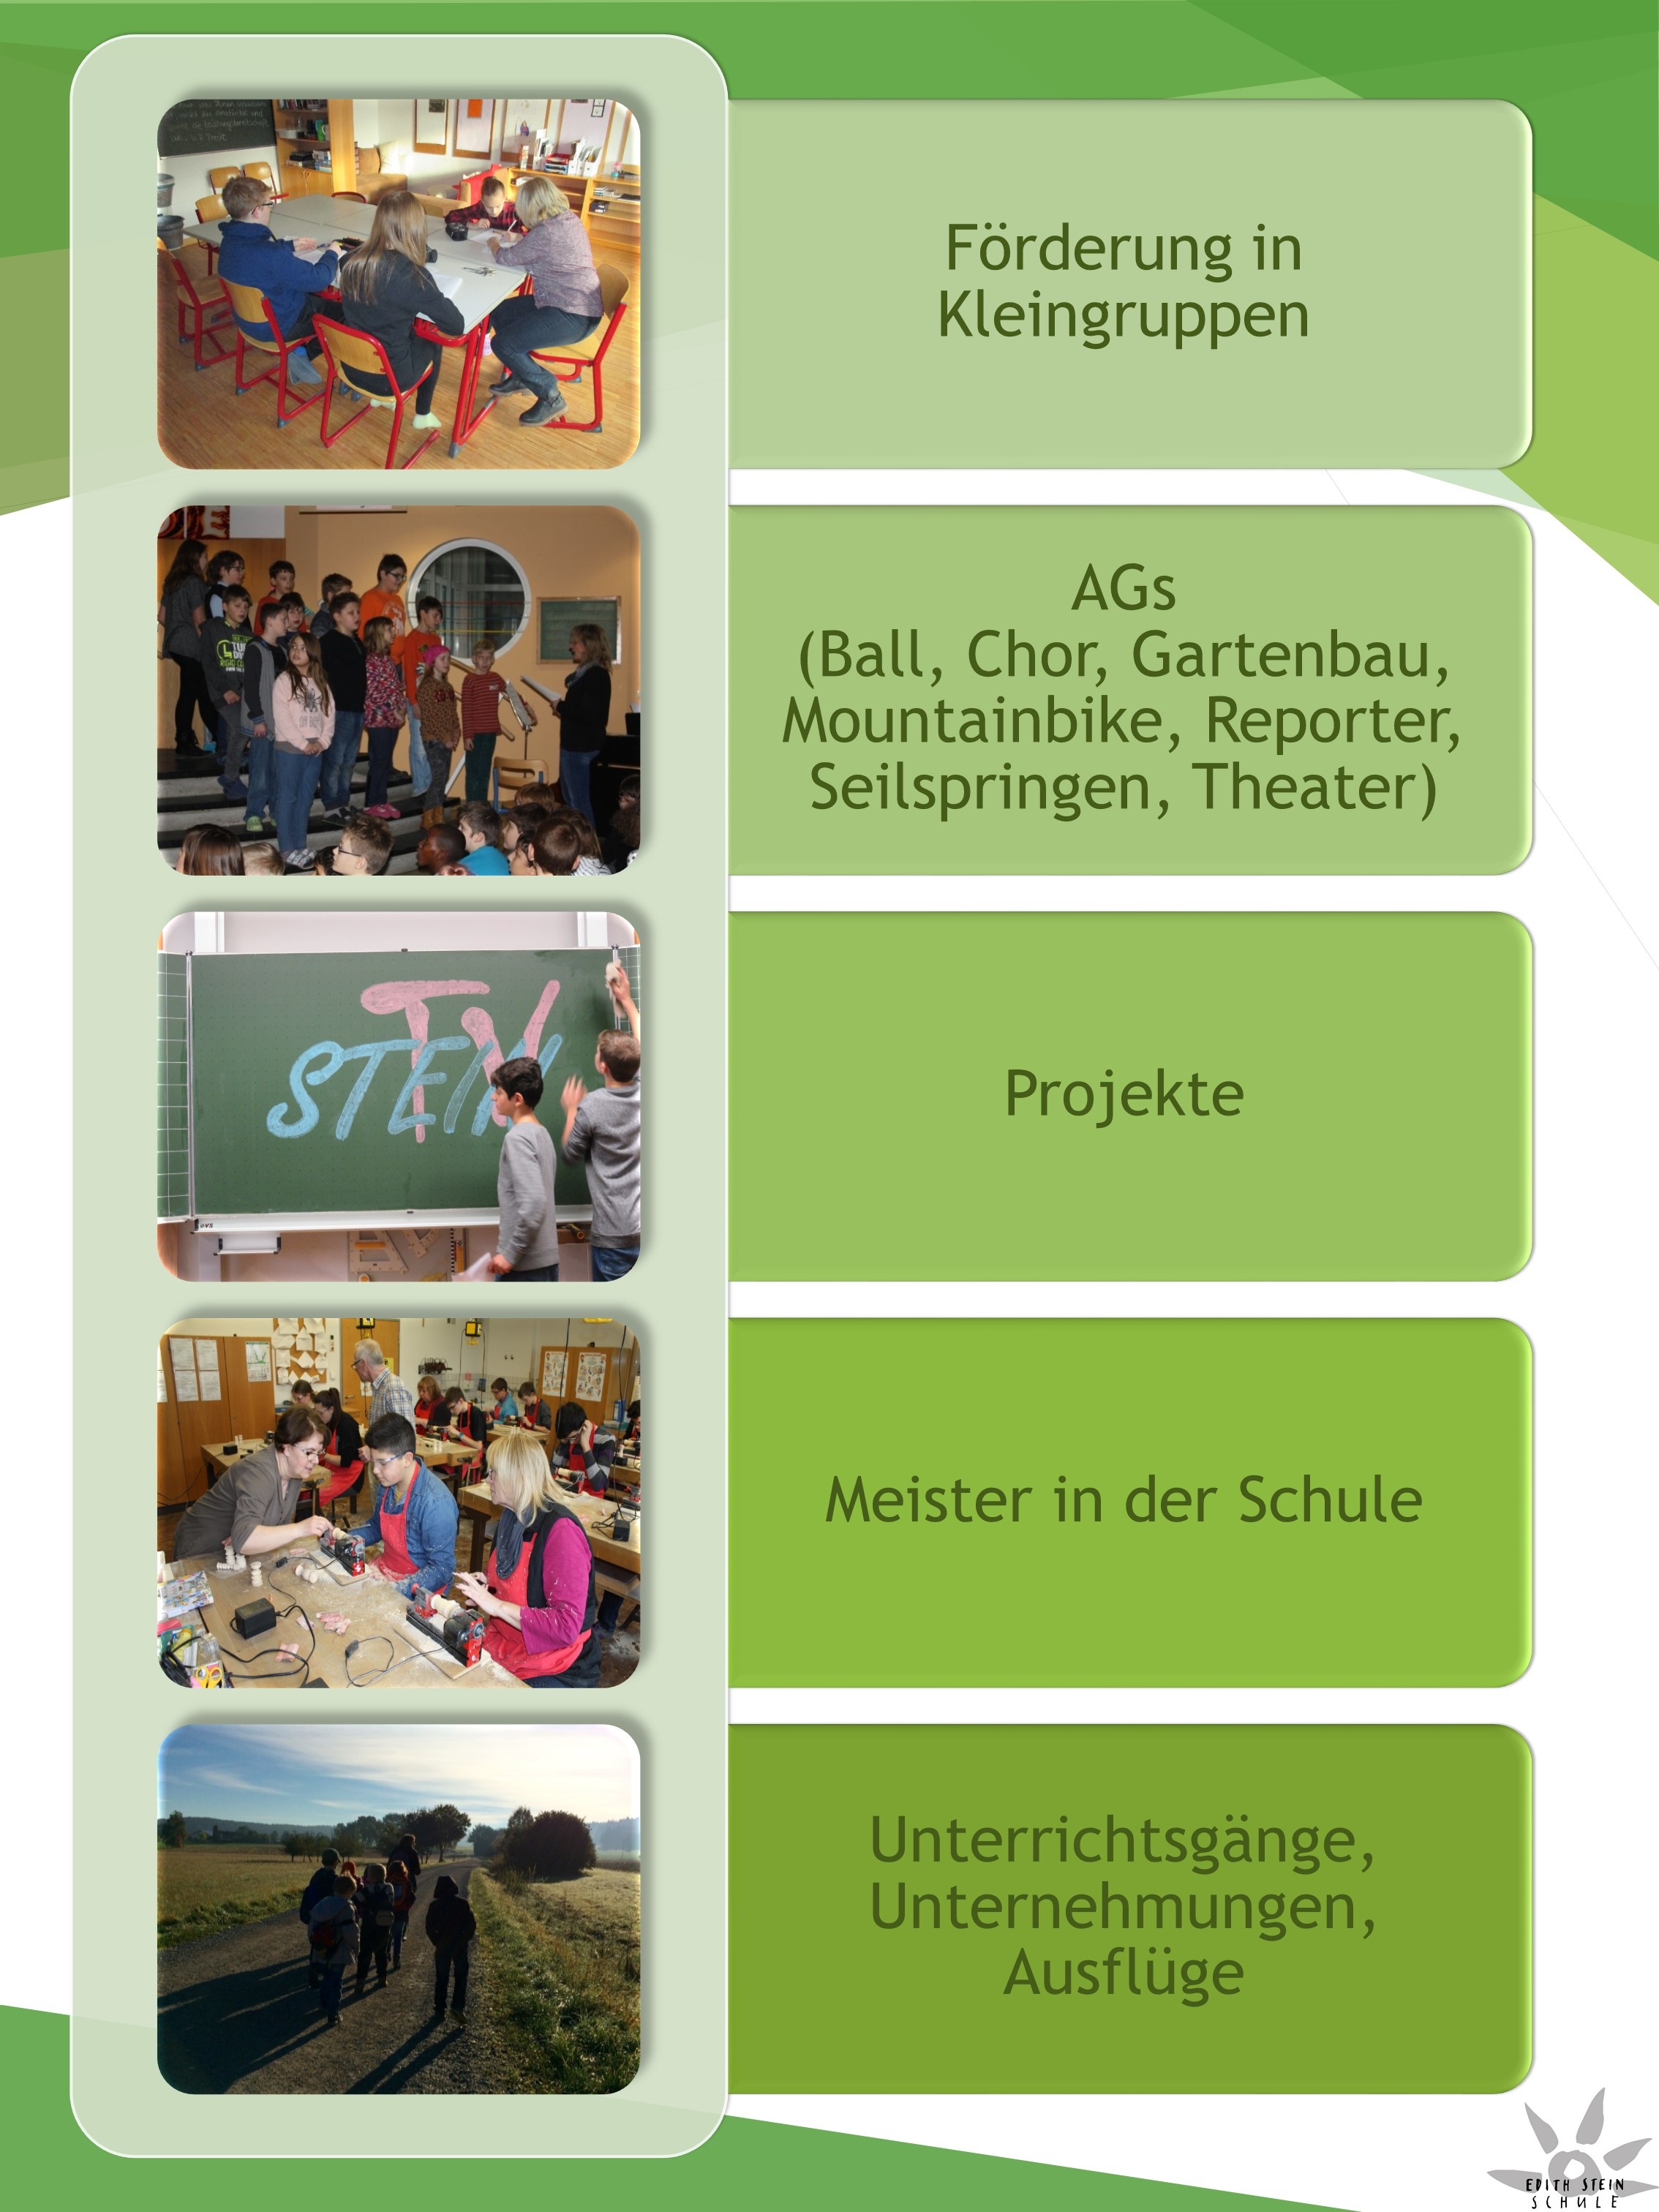 Förderung in
Kleingruppen
AGs
(Ball, Chor, Gartenbau,
Mountainbike, Reporter,
Seilspringen, Theater)
TV
STEIN
Projekte
Meister in der Schule
Unterrichtsgänge,
Unternehmungen,
Ausflüge
EDITH STEIN
SCHULE